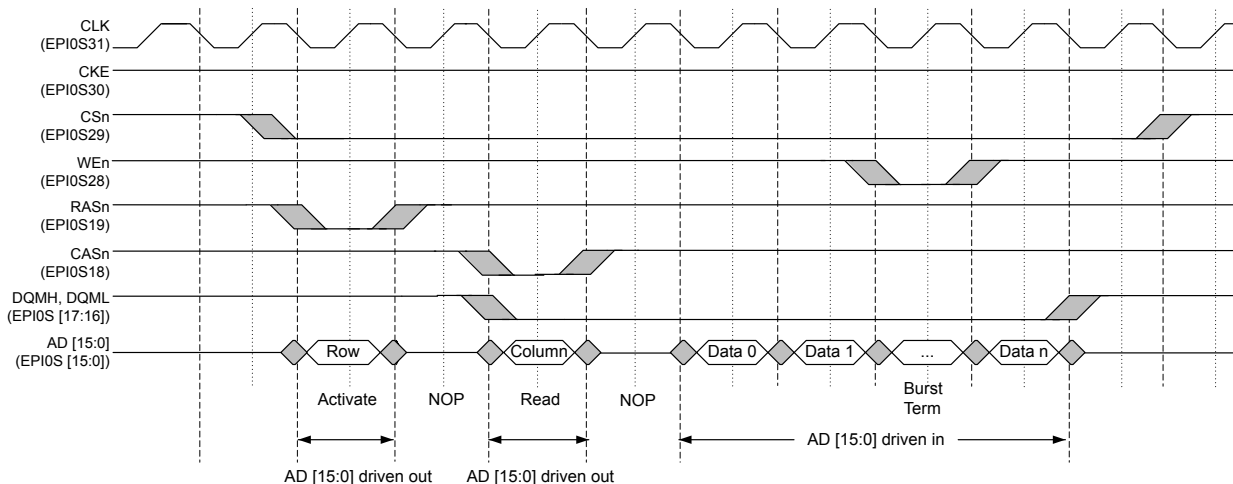 CLK
(EPI0S31)
CKE
(EPI0S30)
CSn
(EPI0S29)
WEn
(EPI0S28)
RASn
(EPI0S19)
CASn
(EPI0S18)
DQMH, DQML
(EPI0S [17:16])
AD [15:0]
(EPI0S [15:0])
Row
Column
Data 0
Data 1
...
Data n
Activate
NOP
Read
NOP
Burst
Term
AD [15:0] driven in
AD [15:0] driven out
AD [15:0] driven out